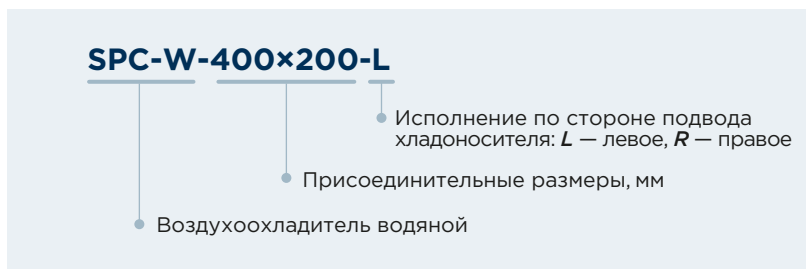 SPC-W-400×200-L
Исполнение по стороне подвода
хладоносителя: L — левое, R — правое
Присоединительные размеры, мм
Воздухоохладитель водяной